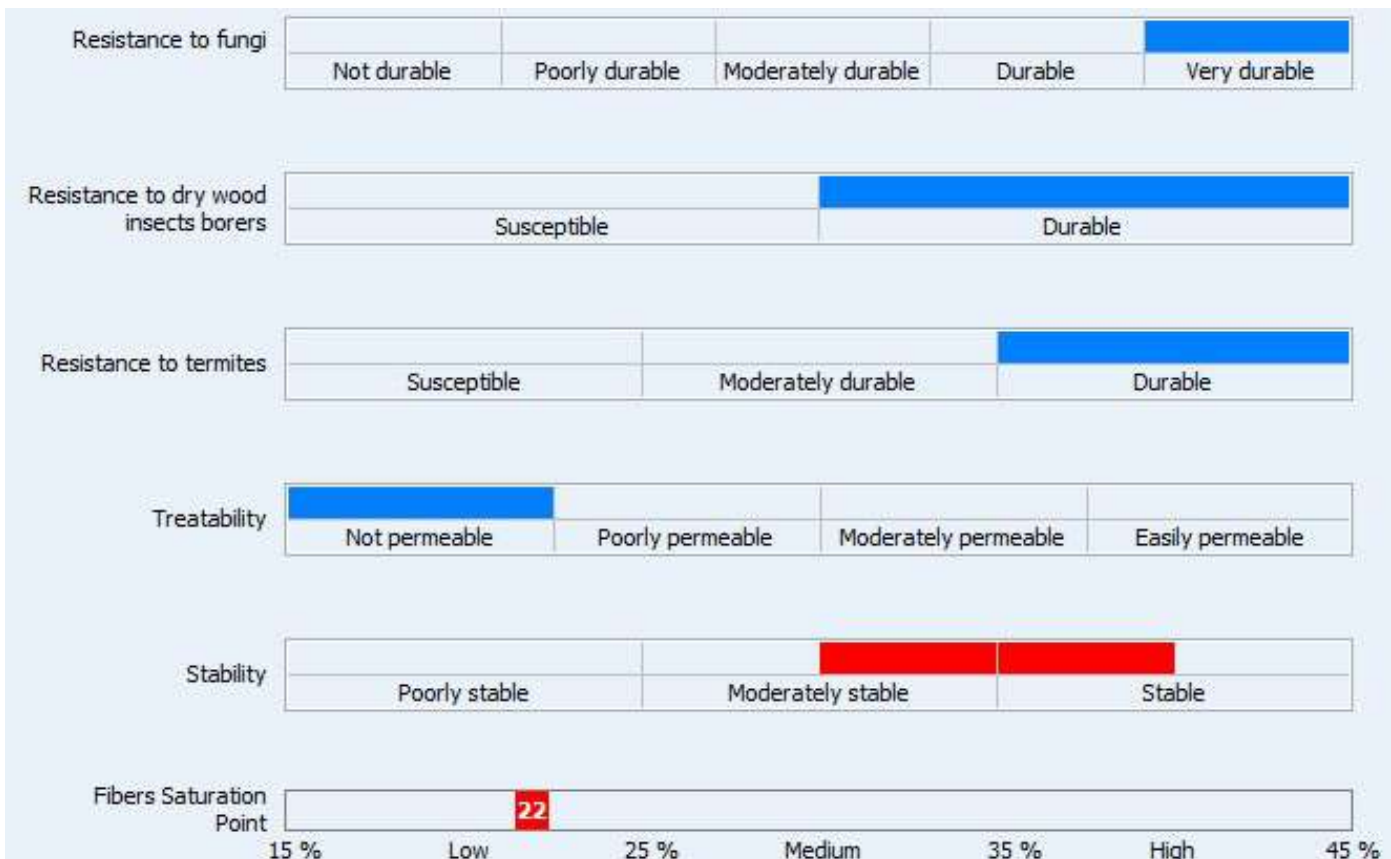 Resistance to fungi
Not durable Poorly durable Moderately durable Durable Very durable
Resistance to dry wood
insects borers
Susceptible Durable
Resistance to termites
Susceptible Moderately durable Durable
Treatability
Not permeable Poorly permeable Moderately permeable Easily permeable
Stability
Poorly stable Moderately stable Stable
Fibers Saturation
Point
22
15 % Low 25 % Medium 35 % High 45 %